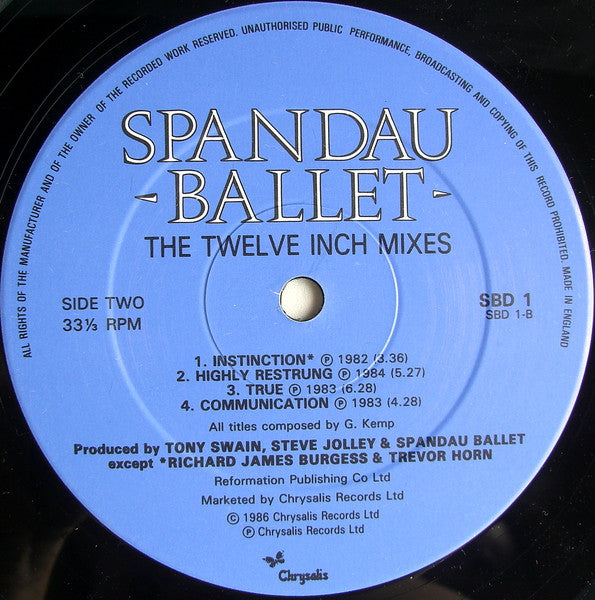 ALL RIGHTS OF THE MANUFACTURER AND OF THE OWNER OF THE RECORDED WORK RESERVED. UNAUTHORISED PUBLIC PERFORMANCE, BROADCASTING AND COPYING OF THIS RECORD PROHIBITED. MADE IN ENGLAND
SPANDAU
- BALLET -
THE TWELVE INCH MIXES
SIDE TWO
33⅓ RPM
SBD 1
SBD 1-B
1. INSTINCTION* ℗ 1982 (3.36)
2. HIGHLY RESTRUNG ℗ 1984 (5.27)
3. TRUE ℗ 1983 (6.28)
4. COMMUNICATION ℗ 1983 (4.28)
All titles composed by G. Kemp
Produced by TONY SWAIN, STEVE JOLLEY & SPANDAU BALLET
except *RICHARD JAMES BURGESS & TREVOR HORN
Reformation Publishing Co Ltd
Marketed by Chrysalis Records Ltd
© 1986 Chrysalis Records Ltd
℗ Chrysalis Records Ltd
Chrysalis